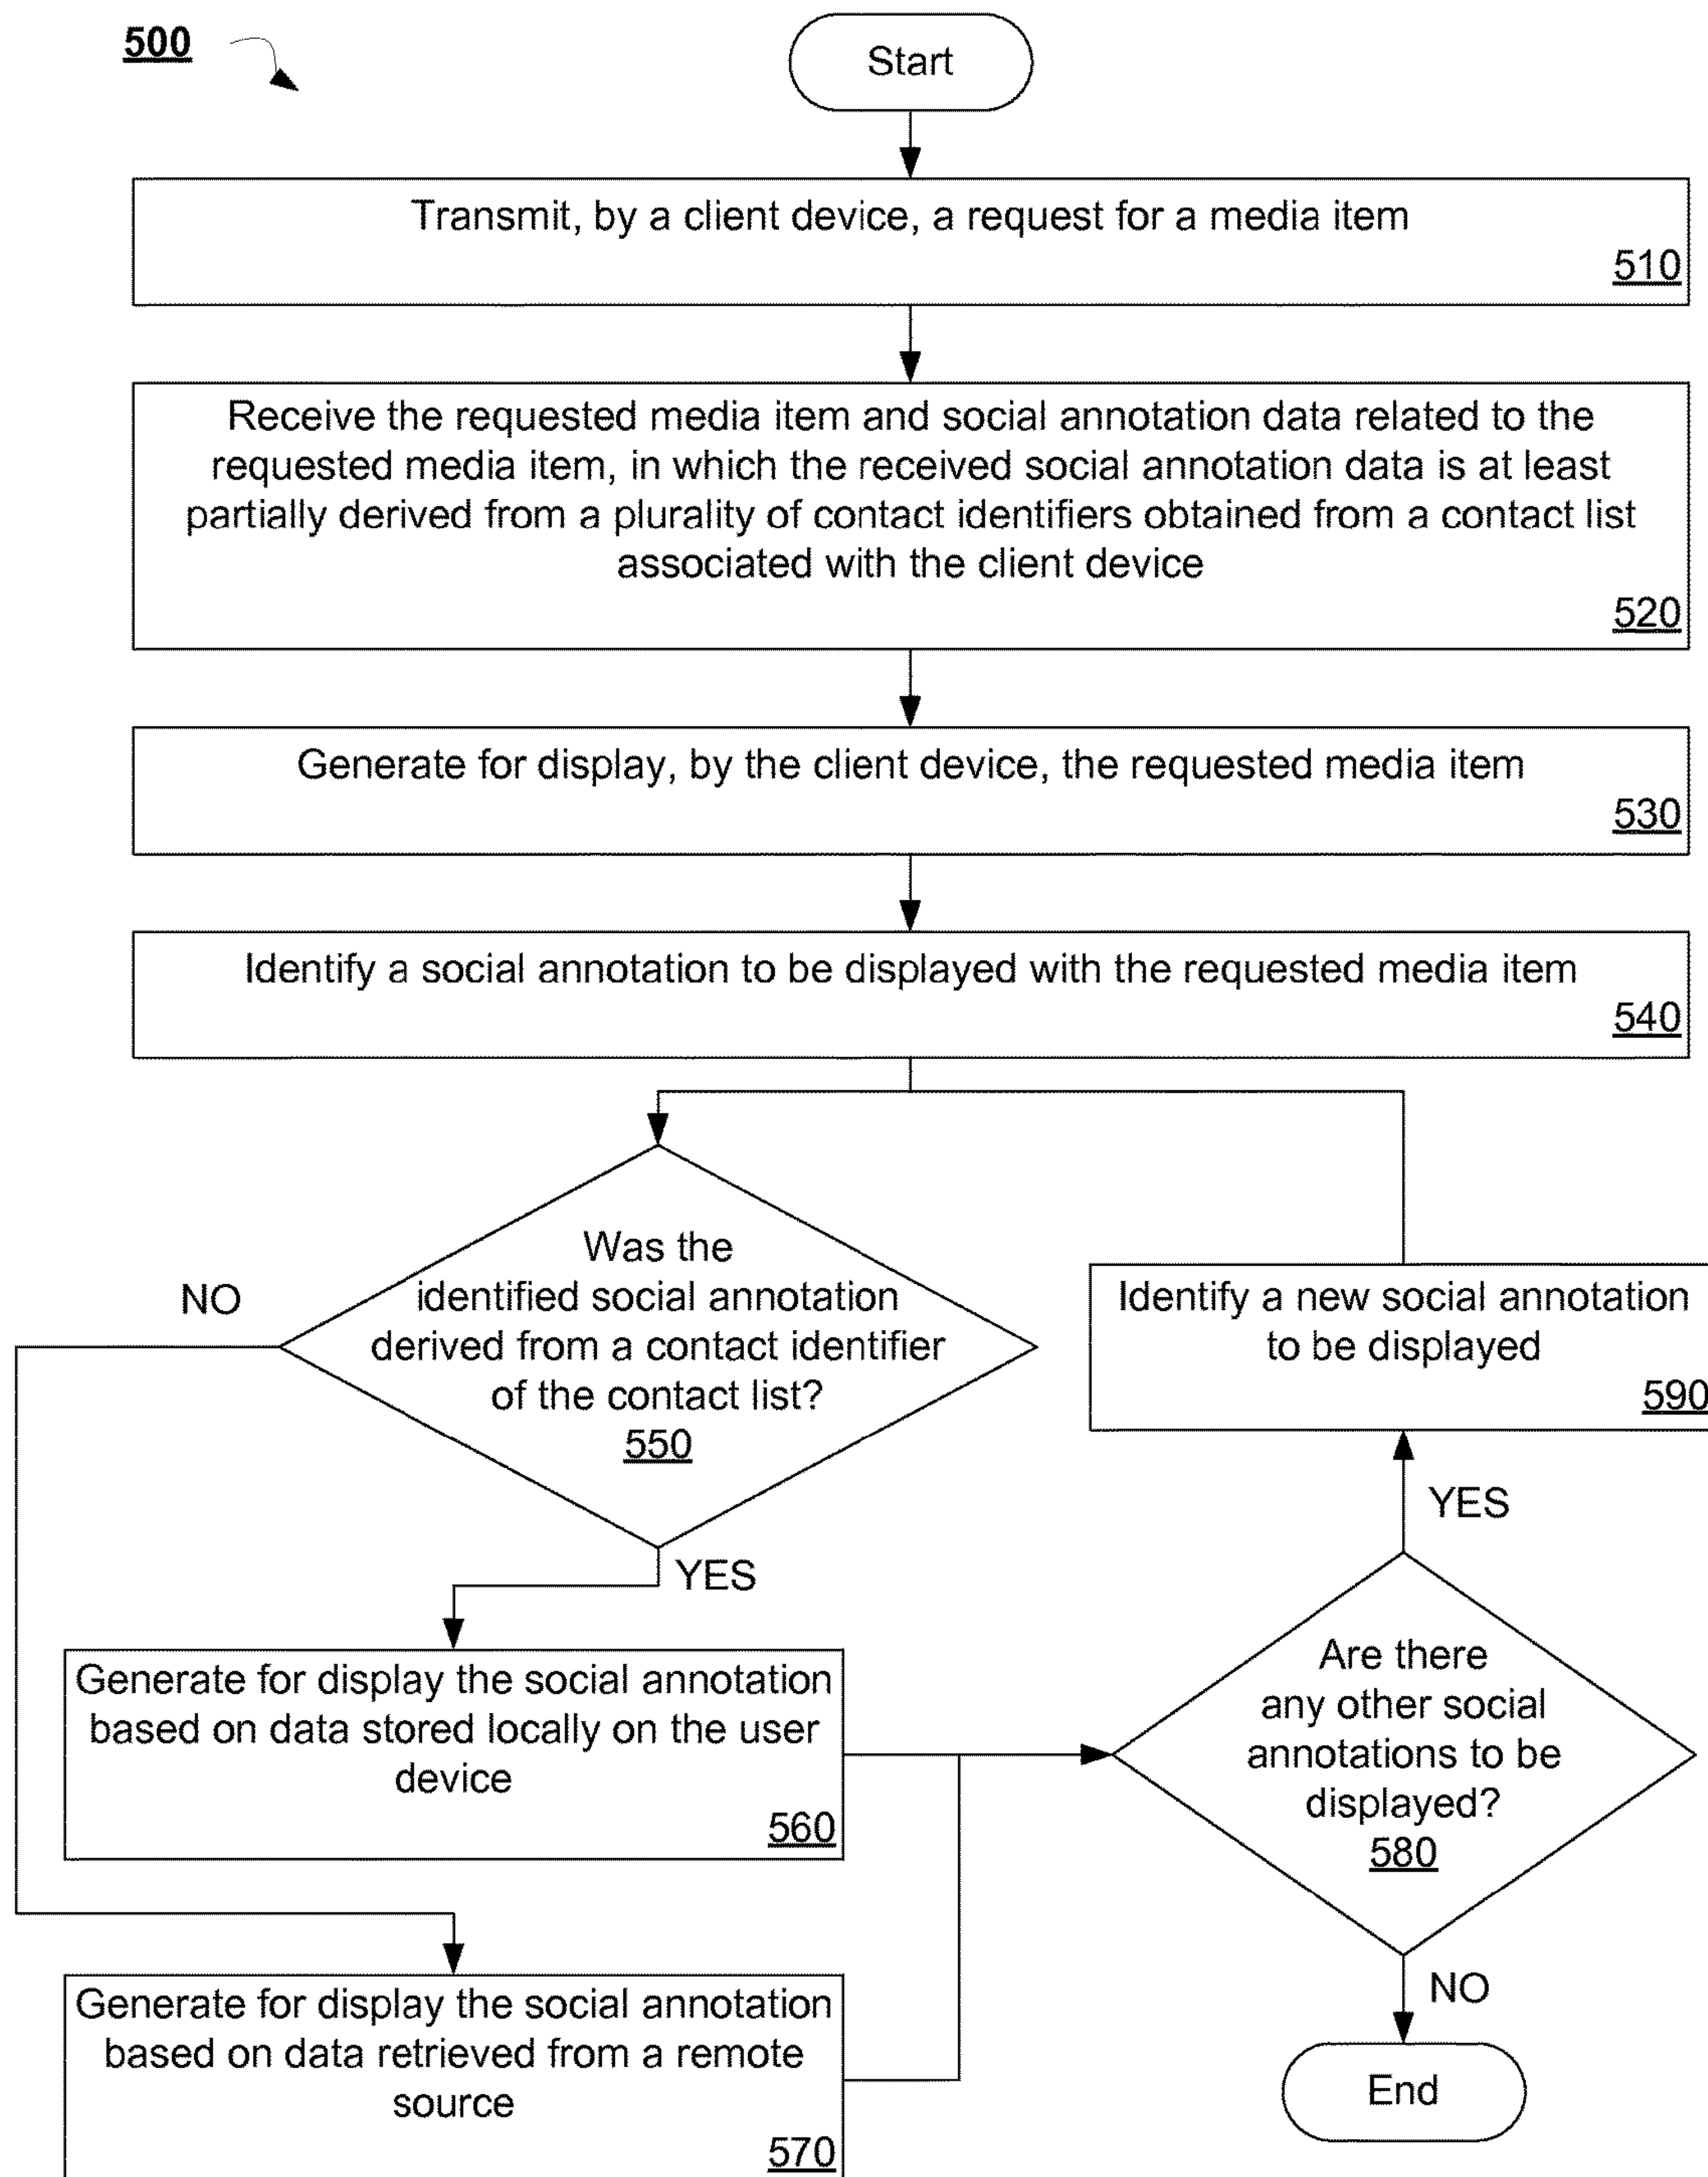 500
Start
Transmit, by a client device, a request for a media item
510
Receive the requested media item and social annotation data related to the
requested media item, in which the received social annotation data is at least
partially derived from a plurality of contact identifiers obtained from a contact list
associated with the client device
520
Generate for display, by the client device, the requested media item
530
Identify a social annotation to be displayed with the requested media item
540
Was the
identified social annotation
derived from a contact identifier
of the contact list?
550
NO
YES
Identify a new social annotation
to be displayed
590
YES
Generate for display the social annotation
based on data stored locally on the user
device
560
Are there
any other social
annotations to be
displayed?
580
Generate for display the social annotation
based on data retrieved from a remote
source
570
NO
End